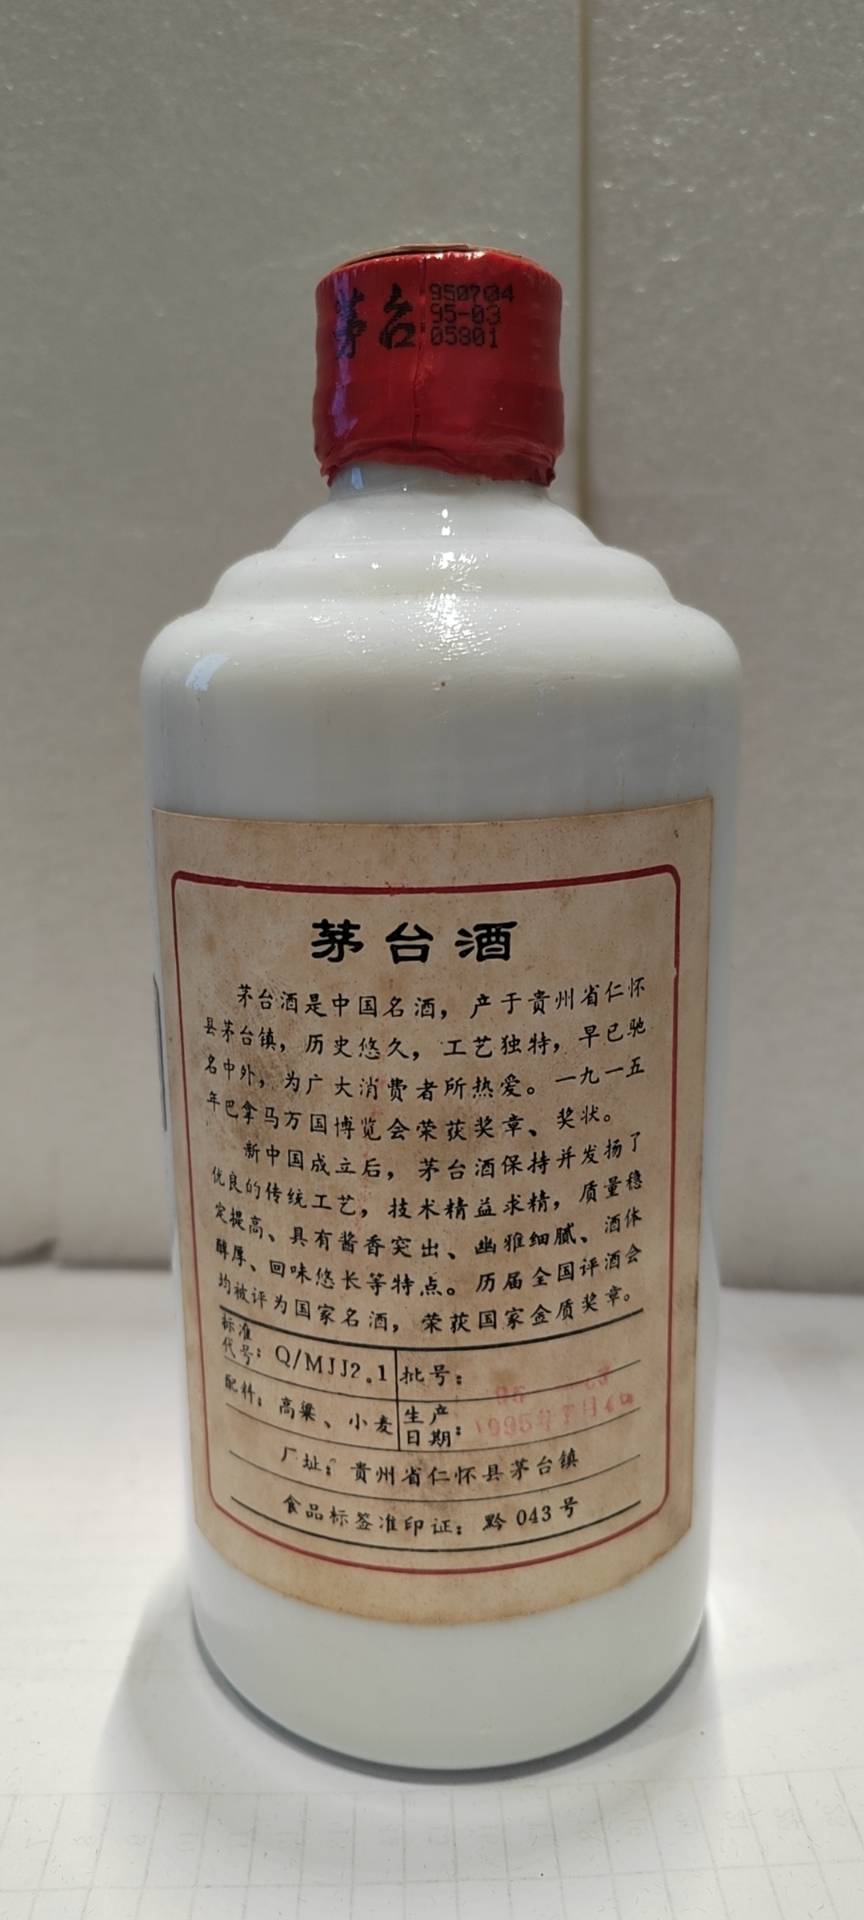 茅台
950704
95-03
05801
茅台酒
茅台酒是中国名酒，产于贵州省仁怀
县茅台镇，历史悠久，工艺独特，早已驰
名中外，为广大消费者所热爱。一九一五
年巴拿马万国博览会荣获奖章、奖状。
新中国成立后，茅台酒保持并发扬了
优良的传统工艺，技术精益求精，质量稳
定提高、具有酱香突出、幽雅细腻、酒体
醇厚、回味悠长等特点。历届全国评酒会
均被评为国家名酒，荣获国家金质奖章。
标准代号：Q/MJJ2.1 批号：95
配料：高粱、小麦 生产日期：1995年 月
厂址：贵州省仁怀县茅台镇
食品标签准印证：黔 043 号